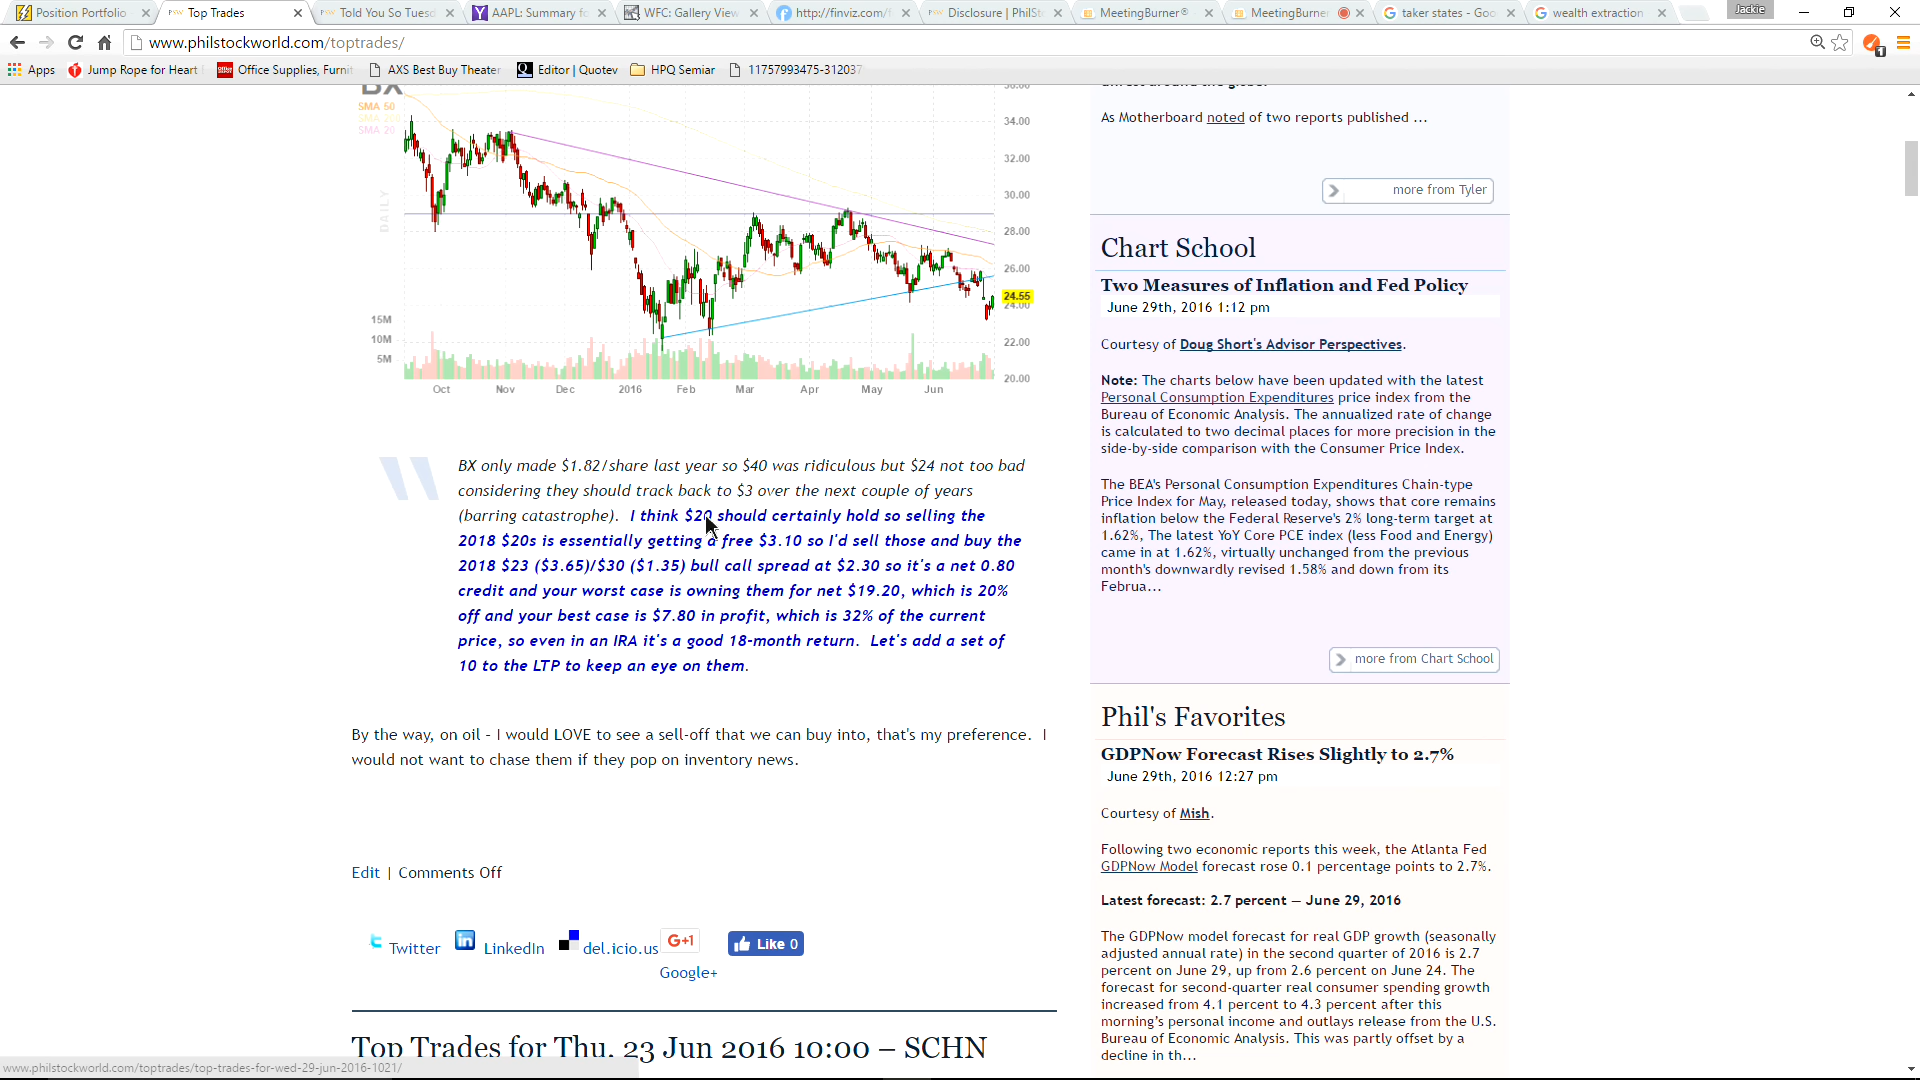 Position Portfolio
Top Trades
Told You So Tuesd
AAPL: Summary fo
WFC: Gallery View
http://finviz.com/f
Disclosure | PhilSto
MeetingBurner®
MeetingBurner
taker states - Goo
wealth extraction
Jackie
www.philstockworld.com/toptrades/
Apps
Jump Rope for Heart
Office Supplies, Furnit
AXS Best Buy Theater
Editor | Quotev
HPQ Semiar
11757993475-312037
BX
SMA 50
SMA 200
SMA 20
DAILY
36.00
34.00
32.00
30.00
28.00
26.00
24.55
24.00
22.00
20.00
15M
10M
5M
Oct Nov Dec 2016 Feb Mar Apr May Jun
BX only made $1.82/share last year so $40 was ridiculous but $24 not too bad
considering they should track back to $3 over the next couple of years
(barring catastrophe).  I think $20 should certainly hold so selling the
2018 $20s is essentially getting a free $3.10 so I'd sell those and buy the
2018 $23 ($3.65)/$30 ($1.35) bull call spread at $2.30 so it's a net 0.80
credit and your worst case is owning them for net $19.20, which is 20%
off and your best case is $7.80 in profit, which is 32% of the current
price, so even in an IRA it's a good 18-month return.  Let's add a set of
10 to the LTP to keep an eye on them.
By the way, on oil - I would LOVE to see a sell-off that we can buy into, that's my preference.  I
would not want to chase them if they pop on inventory news.
Edit | Comments Off
Twitter
LinkedIn
del.icio.us
G+1
Google+
Like 0
Top Trades for Thu, 23 Jun 2016 10:00 – SCHN
www.philstockworld.com/toptrades/top-trades-for-wed-29-jun-2016-1021/
As Motherboard noted of two reports published ...
more from Tyler
Chart School
Two Measures of Inflation and Fed Policy
June 29th, 2016 1:12 pm
Courtesy of Doug Short's Advisor Perspectives.
Note: The charts below have been updated with the latest
Personal Consumption Expenditures price index from the
Bureau of Economic Analysis. The annualized rate of change
is calculated to two decimal places for more precision in the
side-by-side comparison with the Consumer Price Index.
The BEA's Personal Consumption Expenditures Chain-type
Price Index for May, released today, shows that core remains
inflation below the Federal Reserve's 2% long-term target at
1.62%, The latest YoY Core PCE index (less Food and Energy)
came in at 1.62%, virtually unchanged from the previous
month's downwardly revised 1.58% and down from its
Februa...
more from Chart School
Phil's Favorites
GDPNow Forecast Rises Slightly to 2.7%
June 29th, 2016 12:27 pm
Courtesy of Mish.
Following two economic reports this week, the Atlanta Fed
GDPNow Model forecast rose 0.1 percentage points to 2.7%.
Latest forecast: 2.7 percent — June 29, 2016
The GDPNow model forecast for real GDP growth (seasonally
adjusted annual rate) in the second quarter of 2016 is 2.7
percent on June 29, up from 2.6 percent on June 24. The
forecast for second-quarter real consumer spending growth
increased from 4.1 percent to 4.3 percent after this
morning's personal income and outlays release from the U.S.
Bureau of Economic Analysis. This was partly offset by a
decline in th...